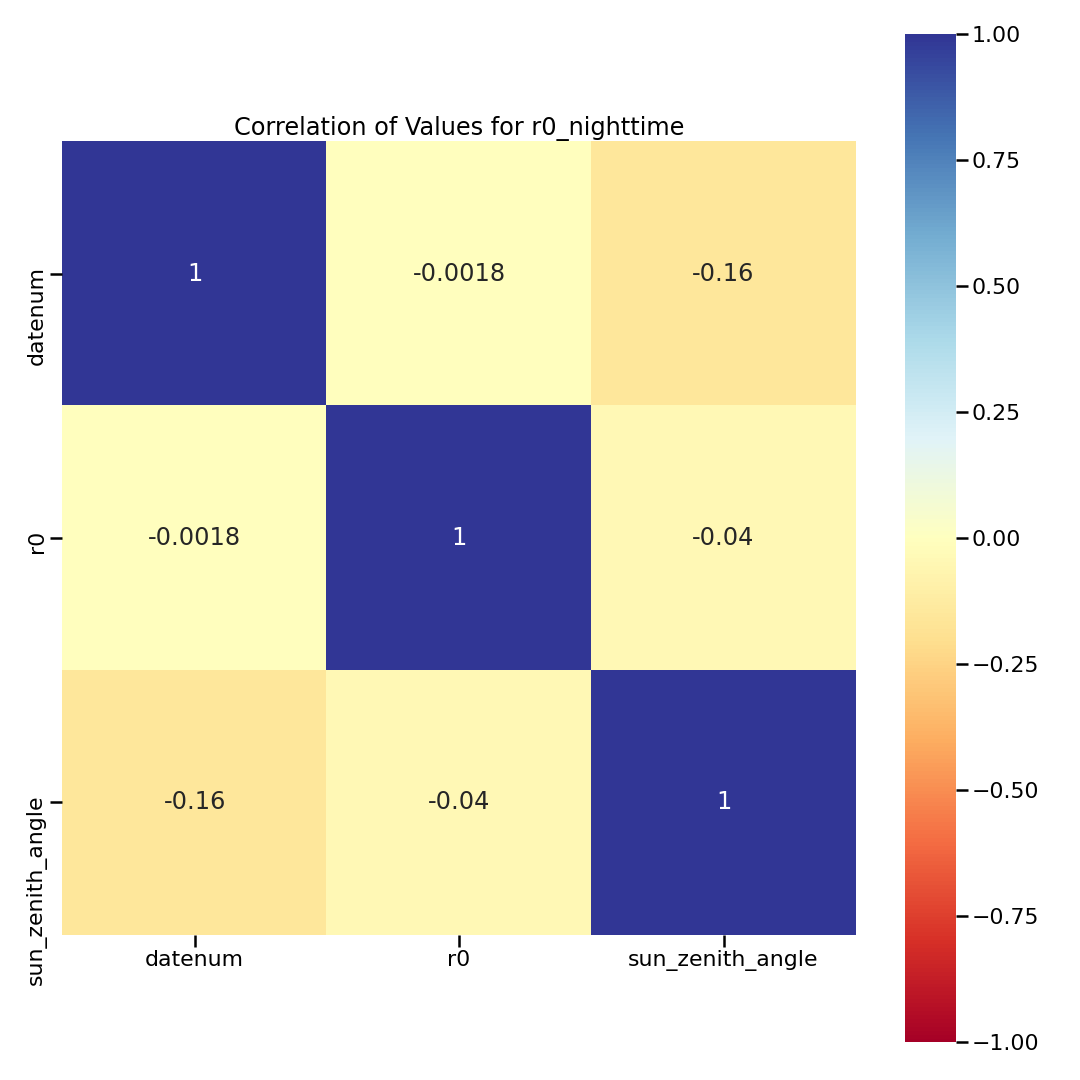 Correlation of Values for r0_nighttime
datenum
1
-0.0018
-0.16
r0
-0.0018
1
-0.04
sun_zenith_angle
-0.16
-0.04
1
datenum
r0
sun_zenith_angle
1.00
0.75
0.50
0.25
0.00
−0.25
−0.50
−0.75
−1.00